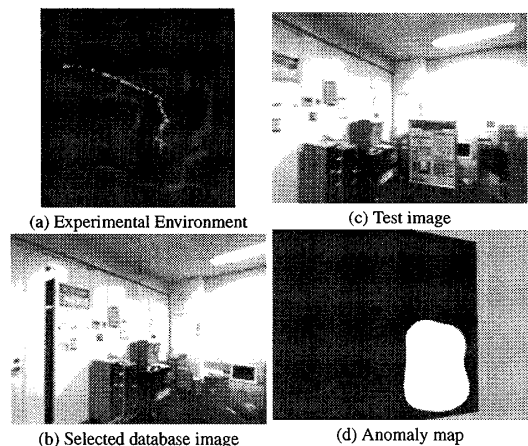 (a) Experimental Environment
(c) Test image
(b) Selected database image
(d) Anomaly map